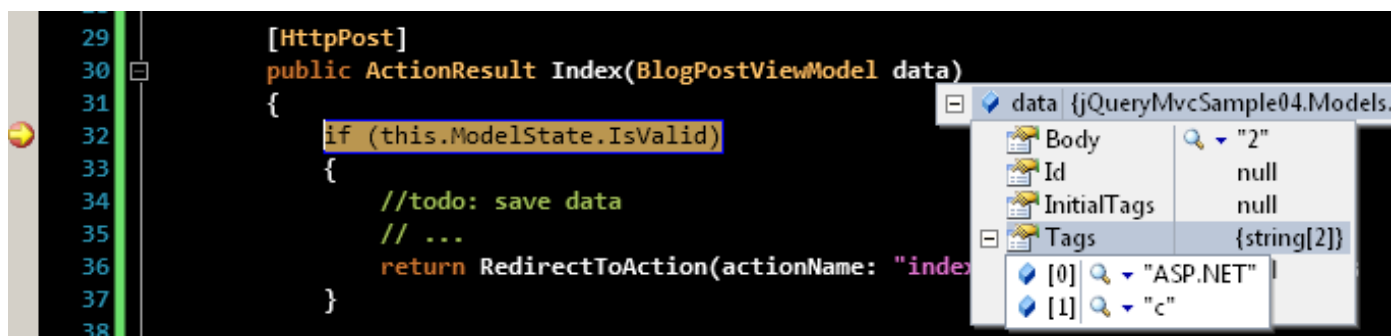 29 [HttpPost]
30 public ActionResult Index(BlogPostViewModel data)
31 {
data {jQueryMvcSample04.Models.
32 if (this.ModelState.IsValid)
Body "2"
33 {
Id null
34 //todo: save data
InitialTags null
35 // ...
Tags {string[2]}
36 return RedirectToAction(actionName: "index
[0] "ASP.NET"
37 }
[1] "c"
38